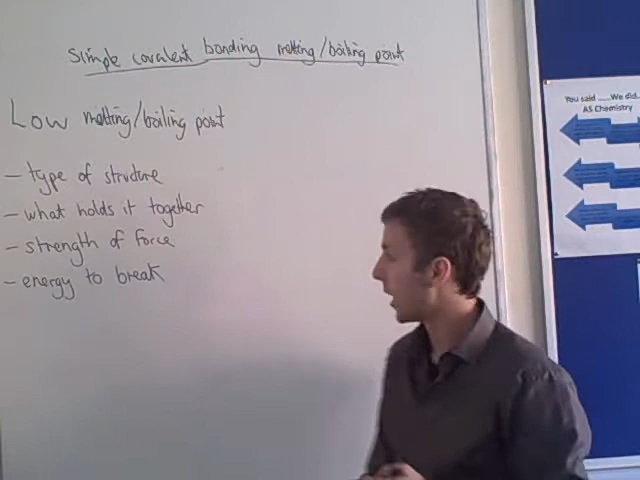 Simple covalent bonding melting/boiling point
Low melting/boiling point
- type of structure
- what holds it together
- strength of force
- energy to break
You said ....We did..
AS Chemistry